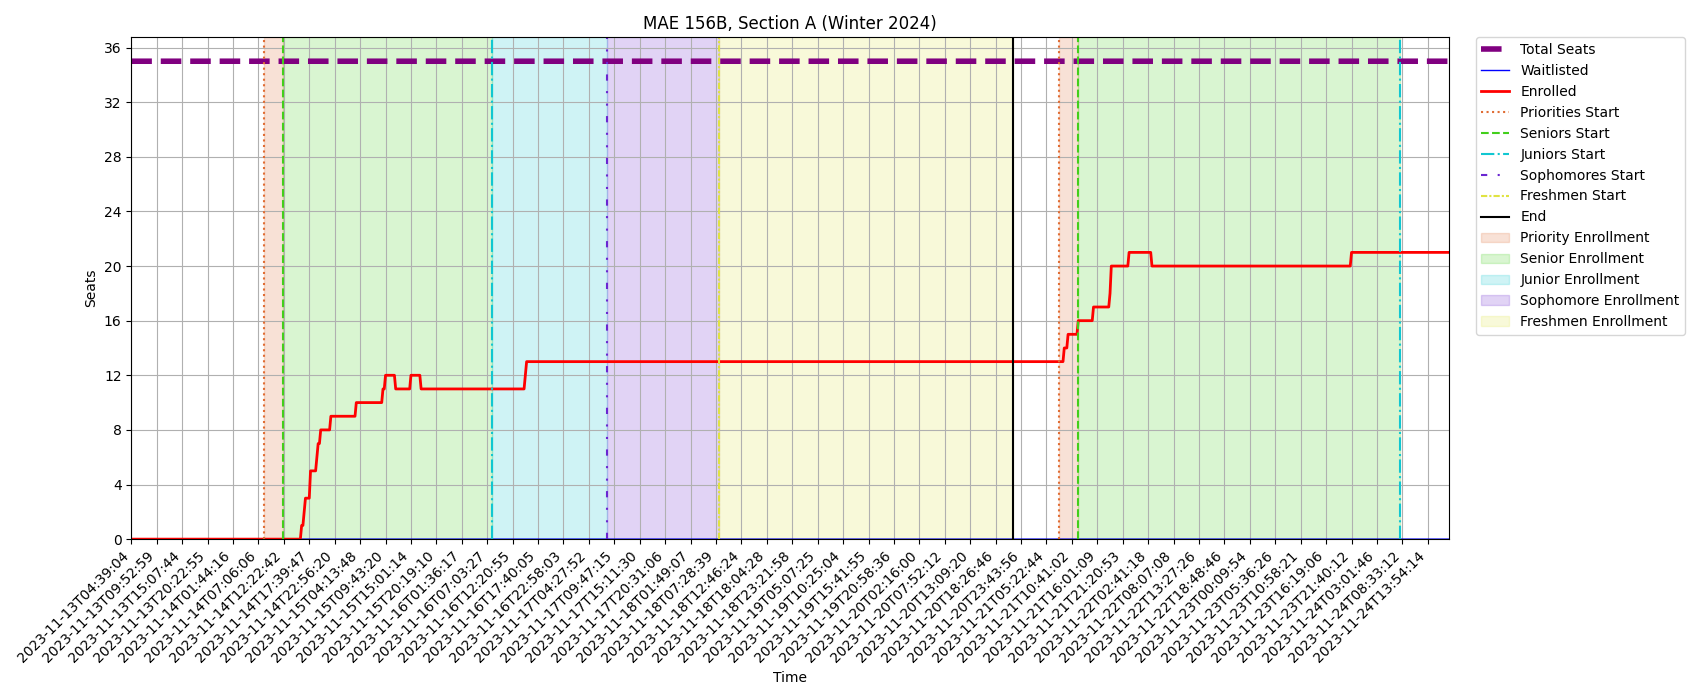 MAE 156B, Section A (Winter 2024)
36
32
28
24
20
16
12
8
4
0
Seats
2023-11-13T04:39:04
2023-11-13T09:52:59
2023-11-13T15:07:44
2023-11-13T20:22:55
2023-11-14T01:44:16
2023-11-14T07:06:06
2023-11-14T12:22:42
2023-11-14T17:39:47
2023-11-14T22:56:20
2023-11-15T04:13:48
2023-11-15T09:43:20
2023-11-15T15:01:14
2023-11-15T20:19:10
2023-11-16T01:36:17
2023-11-16T07:03:27
2023-11-16T12:20:55
2023-11-16T17:40:05
2023-11-16T22:58:03
2023-11-17T04:27:52
2023-11-17T09:47:15
2023-11-17T15:11:30
2023-11-17T20:31:06
2023-11-18T01:49:07
2023-11-18T07:28:39
2023-11-18T12:46:24
2023-11-18T18:04:28
2023-11-18T23:21:58
2023-11-19T05:07:25
2023-11-19T10:25:04
2023-11-19T15:41:55
2023-11-19T20:58:36
2023-11-20T02:16:00
2023-11-20T07:52:12
2023-11-20T13:09:20
2023-11-20T18:26:46
2023-11-20T23:43:56
2023-11-21T05:22:44
2023-11-21T10:41:02
2023-11-21T16:01:09
2023-11-21T21:20:53
2023-11-22T02:41:18
2023-11-22T08:07:08
2023-11-22T13:27:26
2023-11-22T18:48:46
2023-11-23T00:09:54
2023-11-23T05:36:26
2023-11-23T10:58:21
2023-11-23T16:19:06
2023-11-23T21:40:12
2023-11-24T03:01:46
2023-11-24T08:33:12
2023-11-24T13:54:14
Time
Total Seats
Waitlisted
Enrolled
Priorities Start
Seniors Start
Juniors Start
Sophomores Start
Freshmen Start
End
Priority Enrollment
Senior Enrollment
Junior Enrollment
Sophomore Enrollment
Freshmen Enrollment